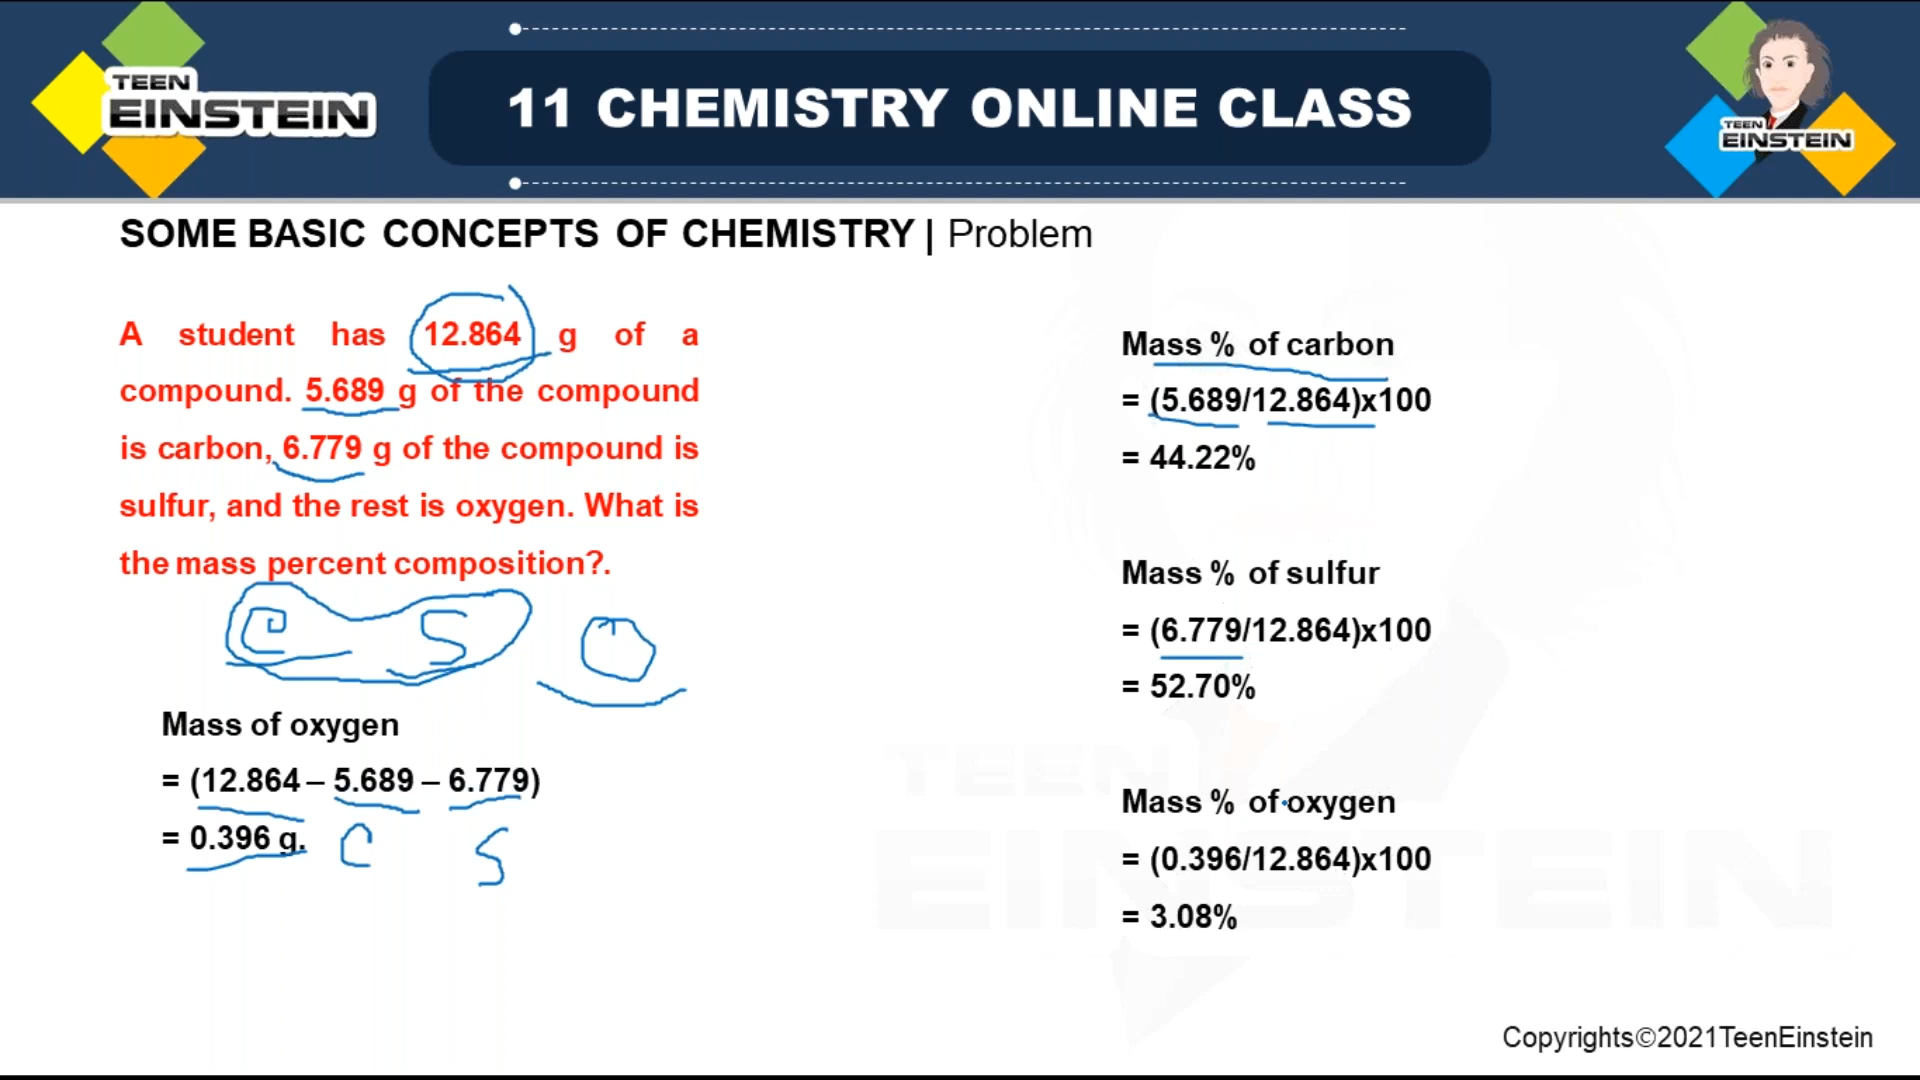 TEEN
EINSTEIN
11 CHEMISTRY ONLINE CLASS
TEEN
EINSTEIN
SOME BASIC CONCEPTS OF CHEMISTRY | Problem
A student has 12.864 g of a
compound. 5.689 g of the compound
is carbon, 6.779 g of the compound is
sulfur, and the rest is oxygen. What is
the mass percent composition?.
C S O
Mass of oxygen
= (12.864 – 5.689 – 6.779)
= 0.396 g.
C S
Mass % of carbon
= (5.689/12.864)x100
= 44.22%
Mass % of sulfur
= (6.779/12.864)x100
= 52.70%
Mass % of oxygen
= (0.396/12.864)x100
= 3.08%
TEEN
EINSTEIN
Copyrights©2021TeenEinstein